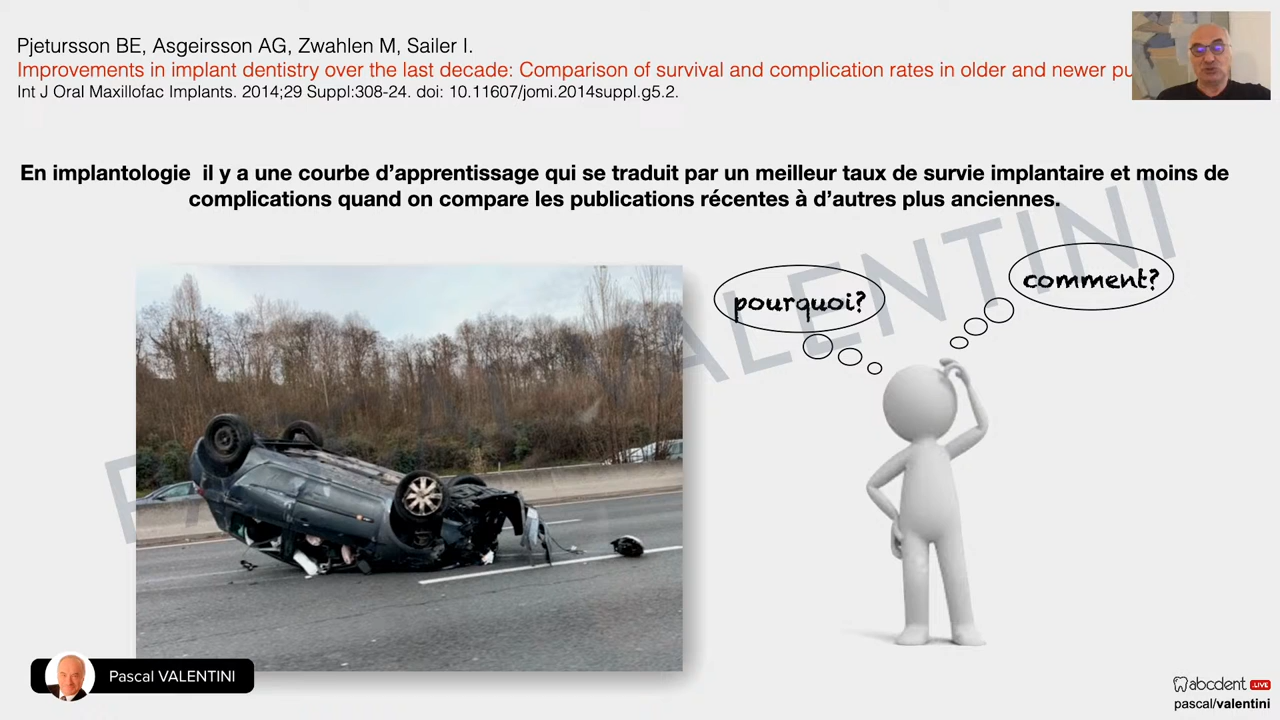 Pjetursson BE, Asgeirsson AG, Zwahlen M, Sailer I.
Improvements in implant dentistry over the last decade: Comparison of survival and complication rates in older and newer
Int J Oral Maxillofac Implants. 2014;29 Suppl:308-24. doi: 10.11607/jomi.2014suppl.g5.2.
En implantologie il y a une courbe d’apprentissage qui se traduit par un meilleur taux de survie implantaire et moins de
complications quand on compare les publications récentes à d’autres plus anciennes.
pourquoi?
comment?
VALENTINI
Pascal VALENTINI
abcdent LIVE
pascal/valentini